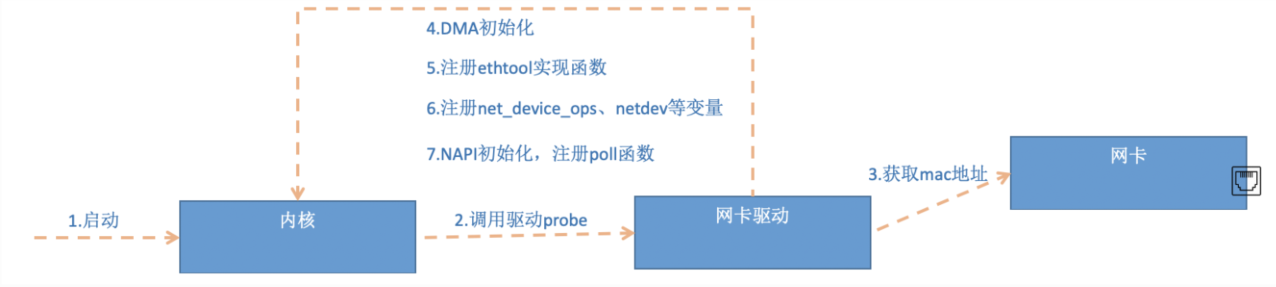 4.DMA初始化
5.注册ethtool实现函数
6.注册net_device_ops、netdev等变量
7.NAPI初始化，注册poll函数
网卡
3.获取mac地址
1.启动
内核
2.调用驱动probe
网卡驱动